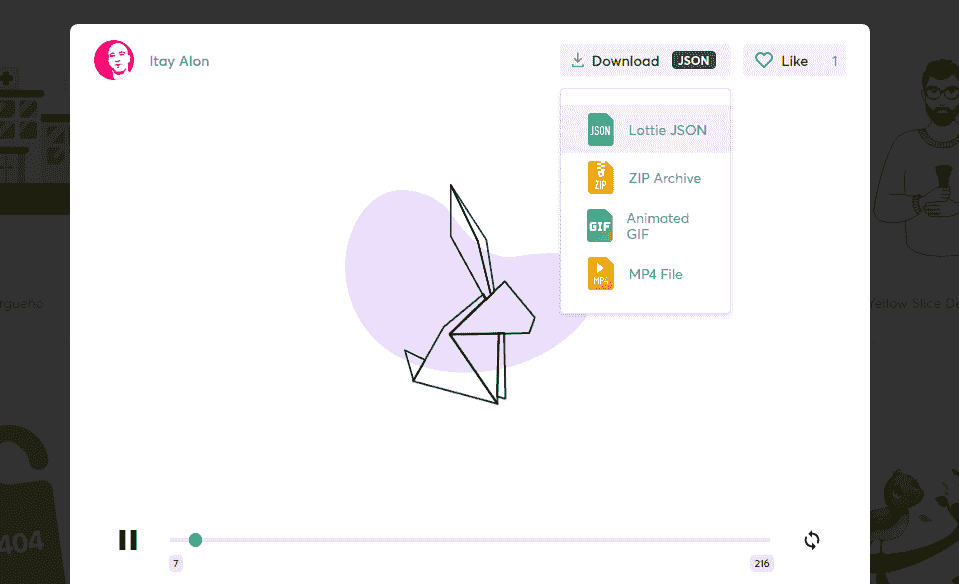 Itay Alon
Download JSON
Like 1
JSON Lottie JSON
ZIP ZIP Archive
GIF Animated
GIF
MP4 MP4 File
rgueño
Yellow Slice De
404
7
216